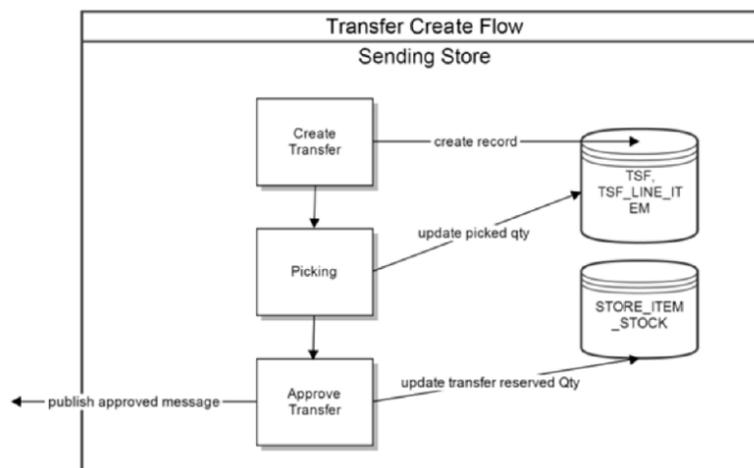 Transfer Create Flow
Sending Store
Create
Transfer
create record
TSF,
TSF_LINE_IT
EM
update picked qty
Picking
STORE_ITEM
_STOCK
update transfer reserved Qty
Approve
Transfer
publish approved message